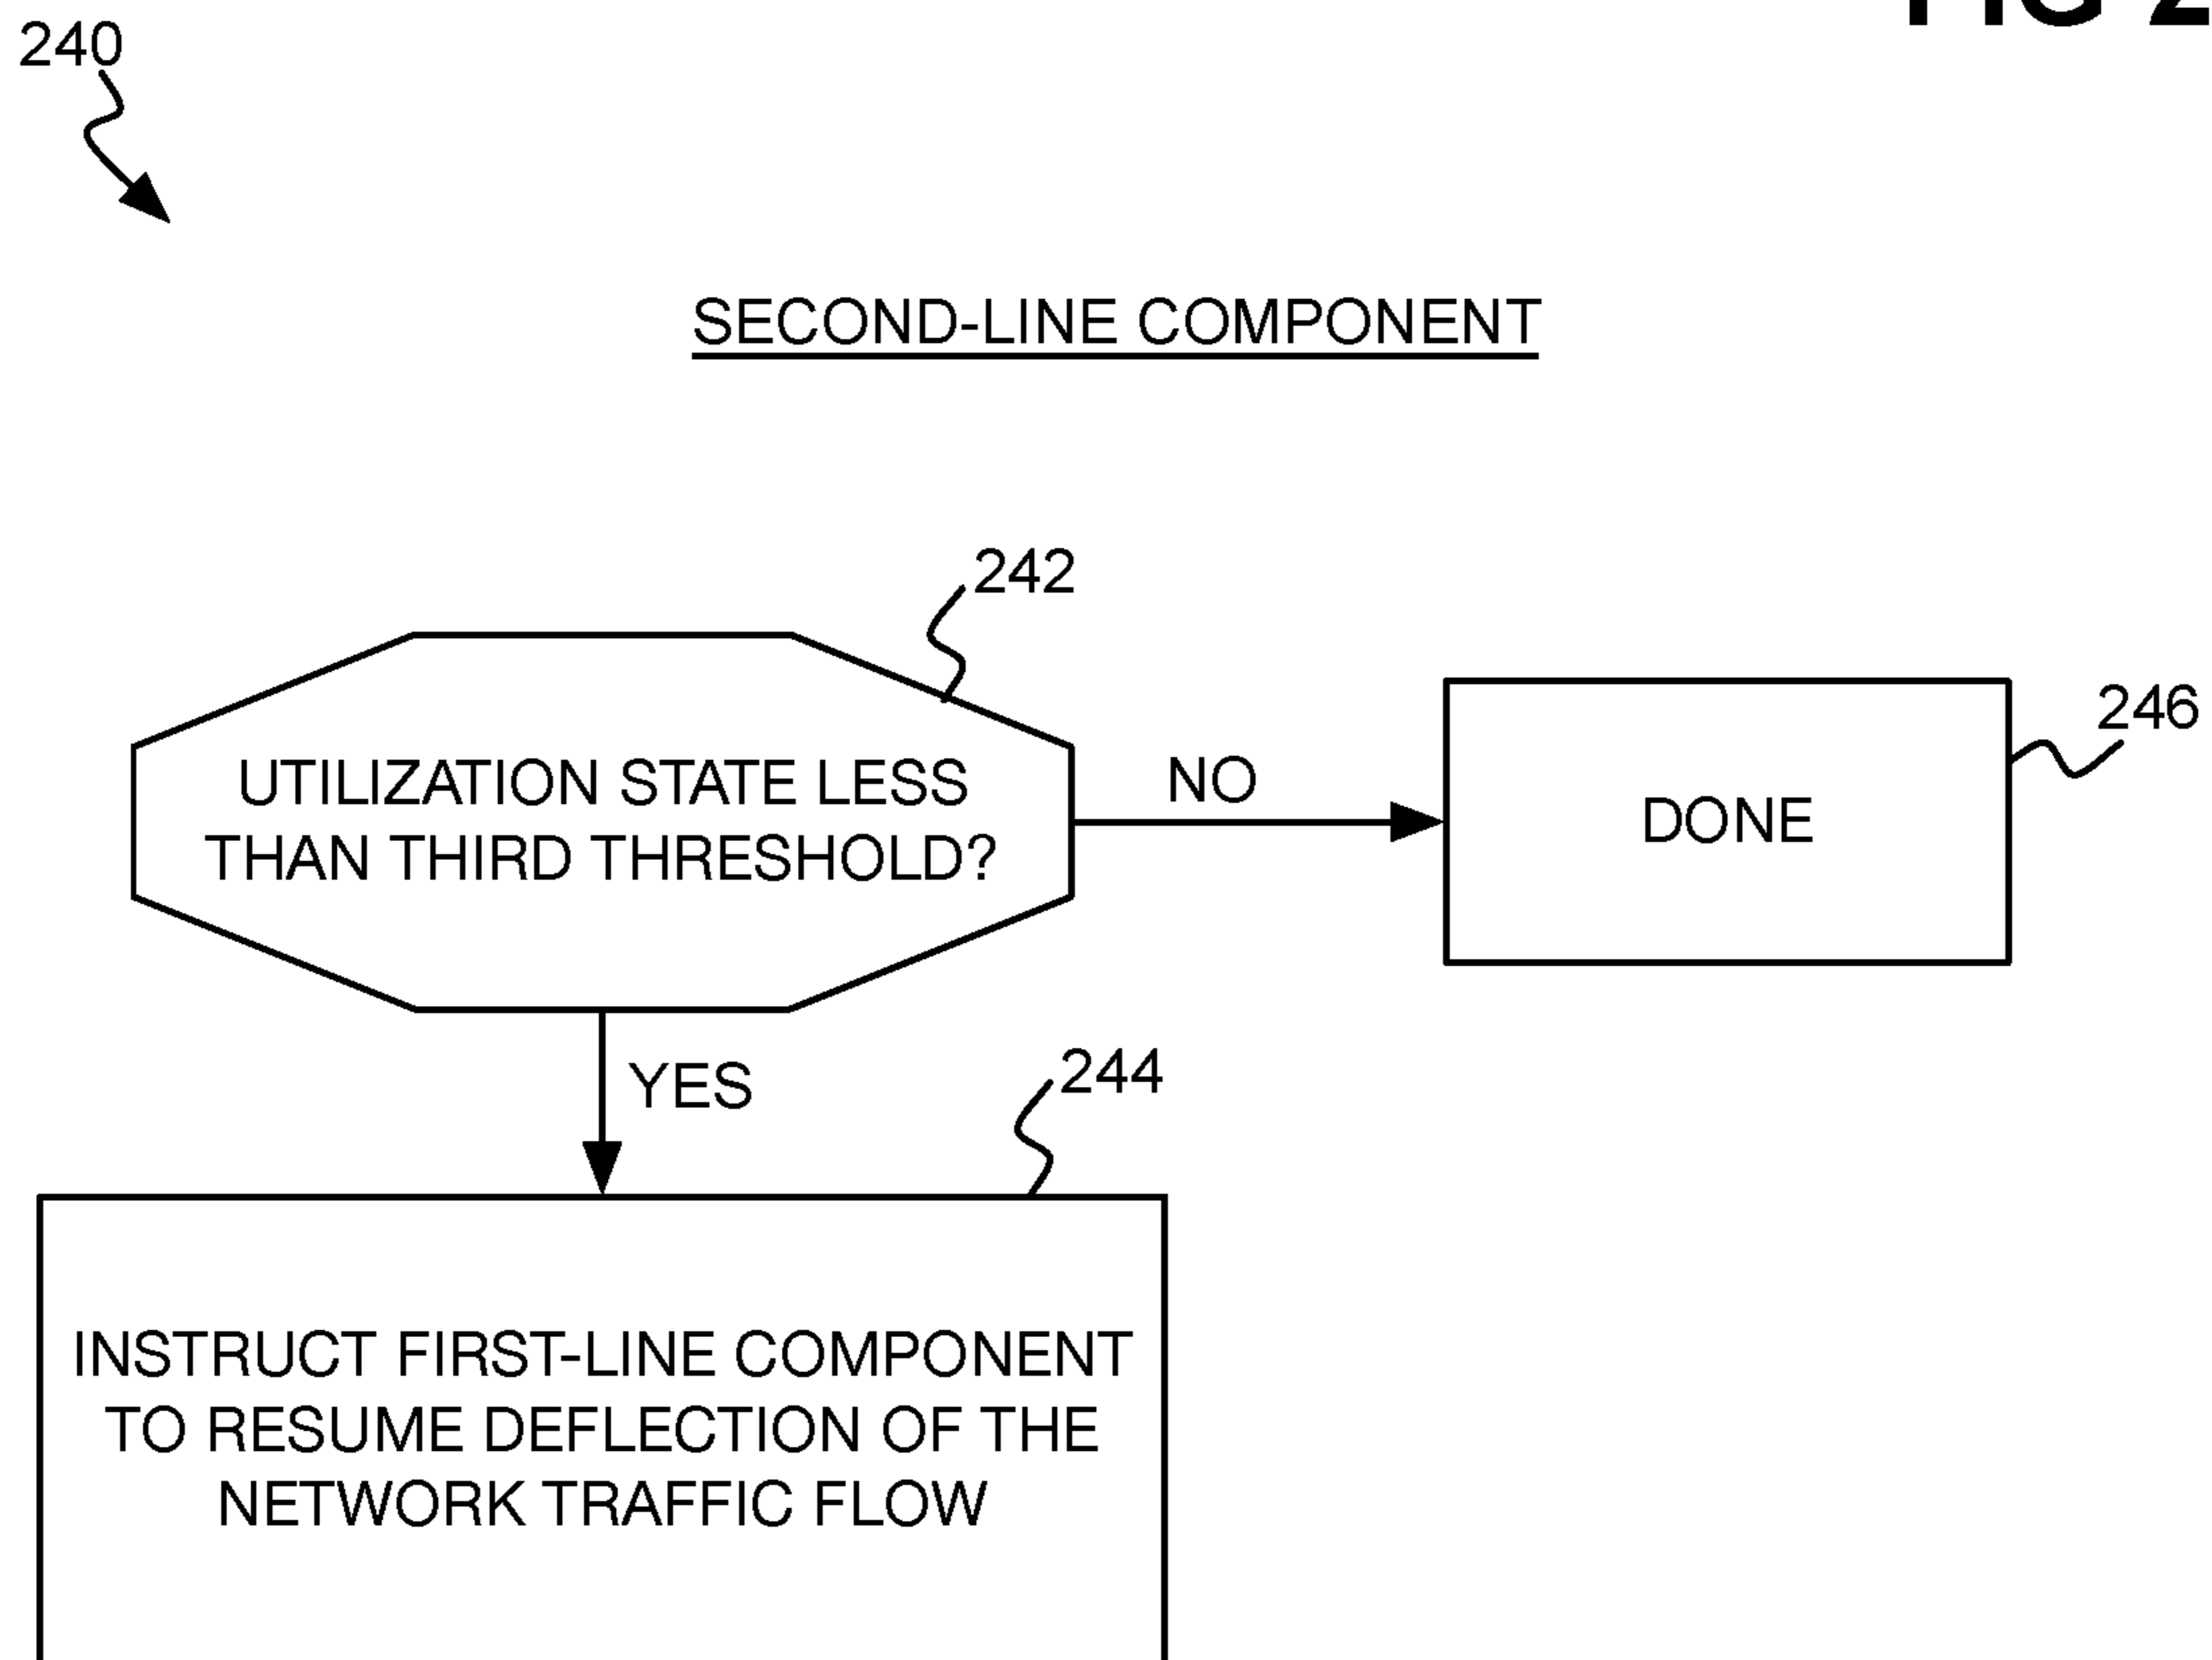 240
SECOND-LINE COMPONENT
242
UTILIZATION STATE LESS
THAN THIRD THRESHOLD?
NO
DONE
246
YES
244
INSTRUCT FIRST-LINE COMPONENT
TO RESUME DEFLECTION OF THE
NETWORK TRAFFIC FLOW